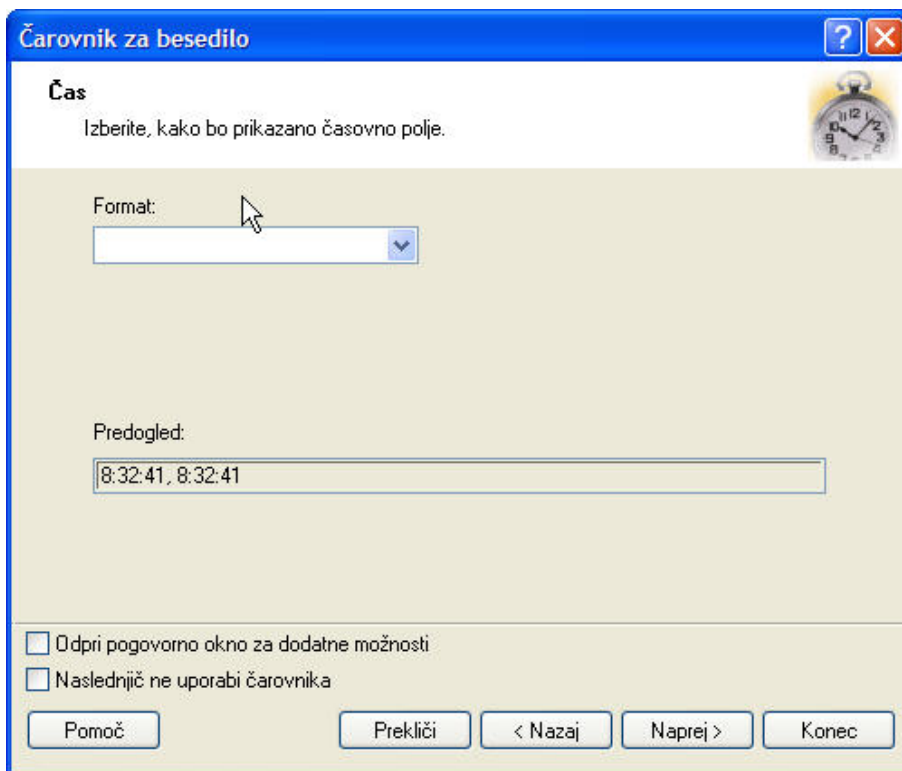 Čarovnik za besedilo
Čas
Izberite, kako bo prikazano časovno polje.
Format:
Predogled:
8:32:41, 8:32:41
Odpri pogovorno okno za dodatne možnosti
Naslednjič ne uporabi čarovnika
Pomoč Prekliči < Nazaj Naprej > Konec